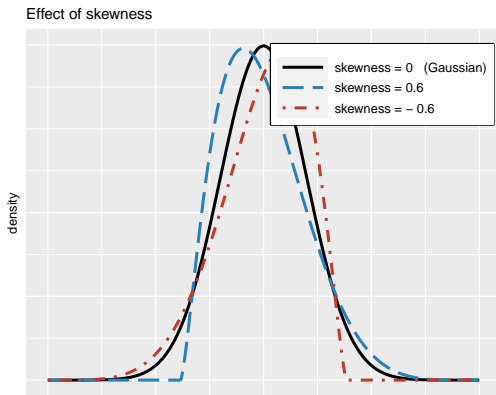 Effect of skewness
skewness = 0 (Gaussian)
skewness = 0.6
skewness = − 0.6
density